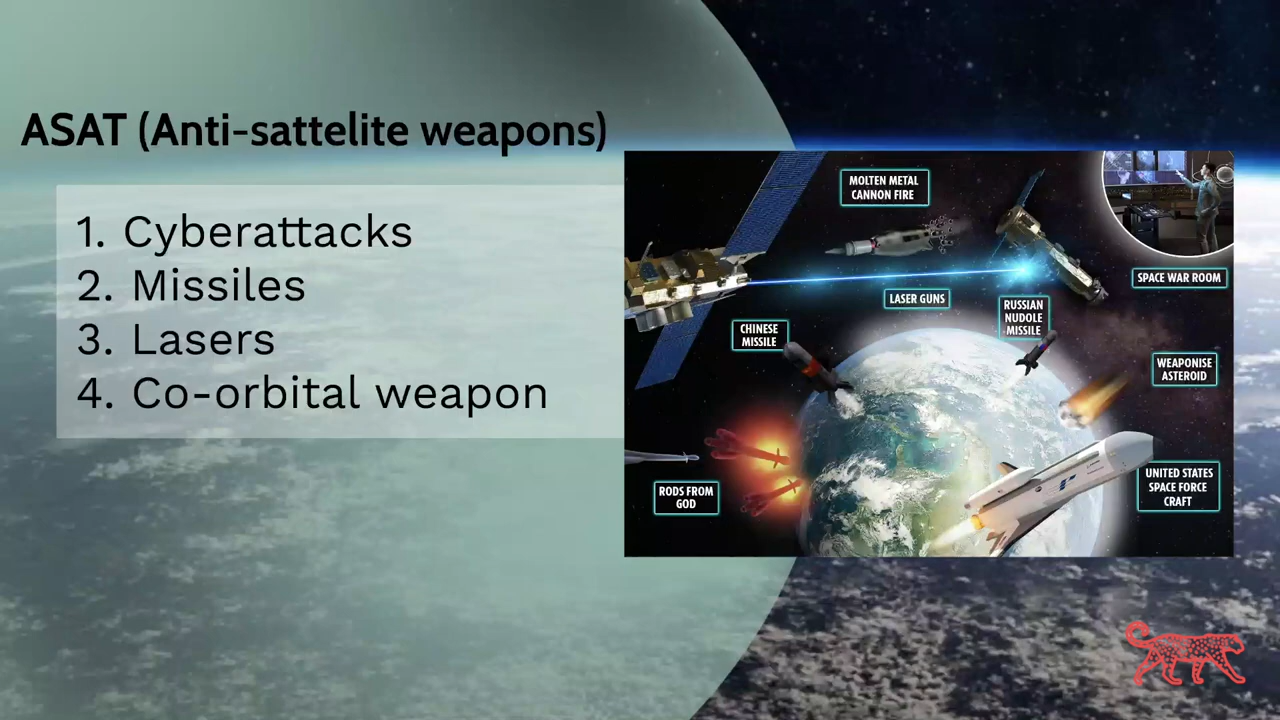 ASAT (Anti-sattelite weapons)
1. Cyberattacks
2. Missiles
3. Lasers
4. Co-orbital weapon
MOLTEN METAL
CANNON FIRE
SPACE WAR ROOM
LASER GUNS
RUSSIAN
NUDOLE
MISSILE
CHINESE
MISSILE
WEAPONISE
ASTEROID
RODS FROM
GOD
UNITED STATES
SPACE FORCE
CRAFT